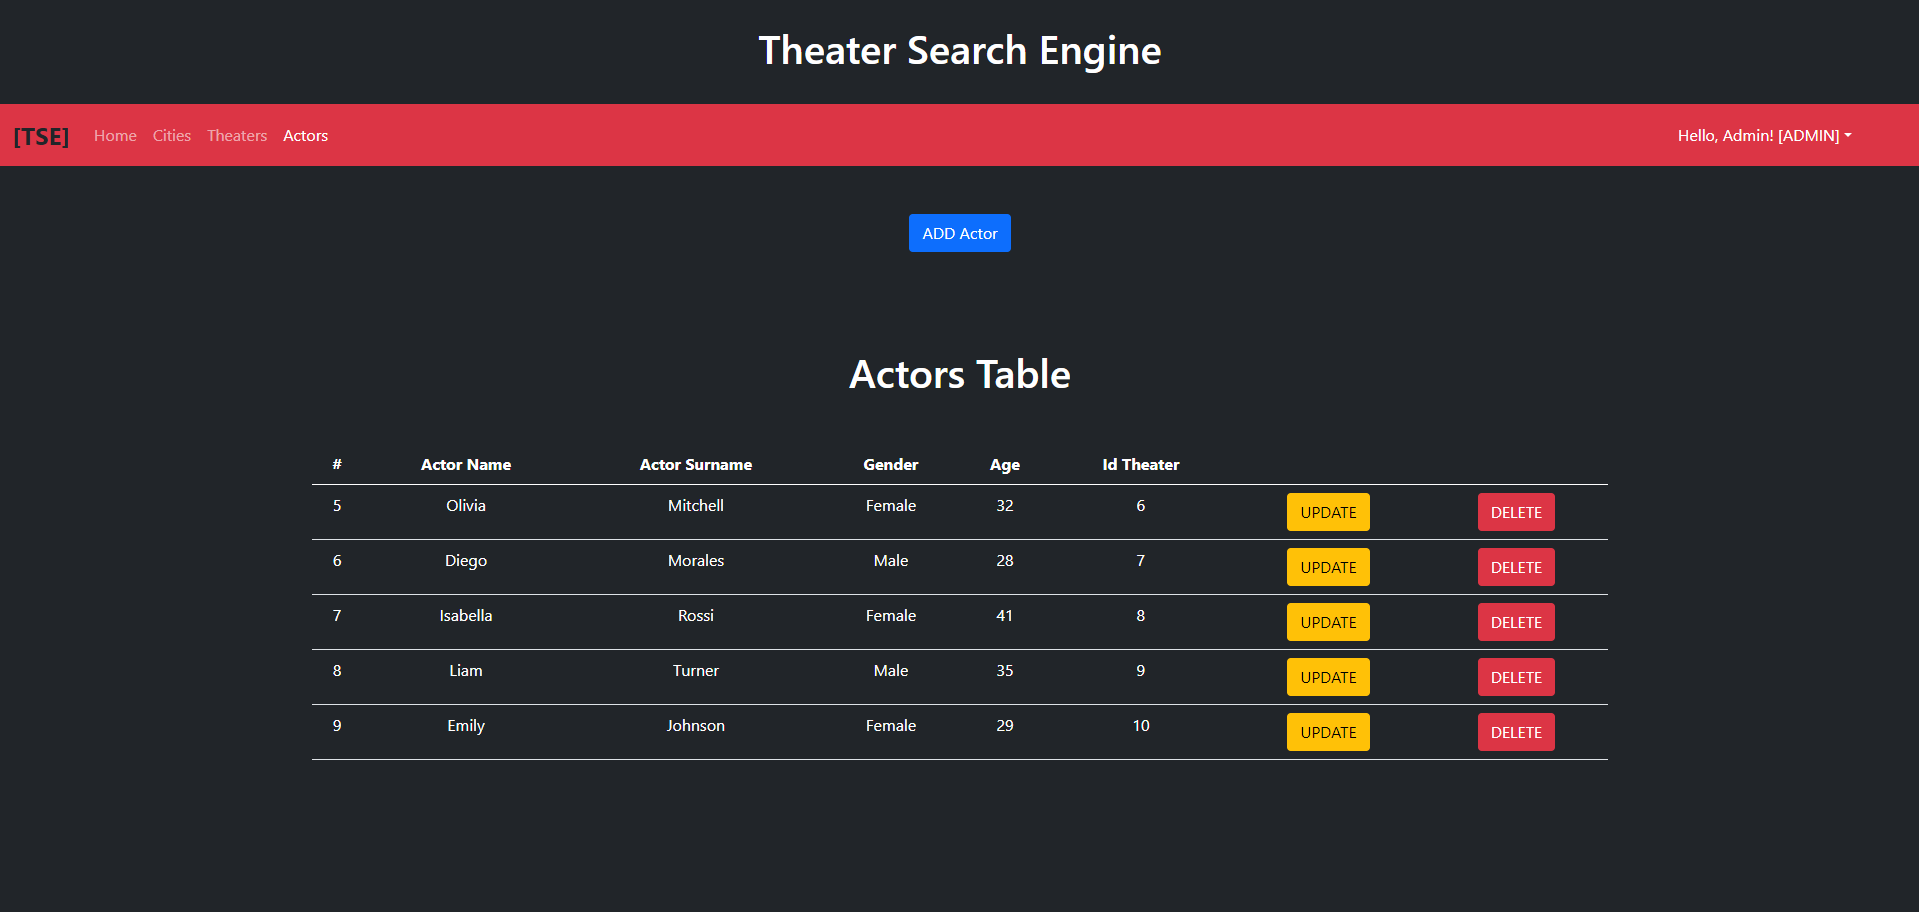 Theater Search Engine
[TSE] Home Cities Theaters Actors Hello, Admin! [ADMIN]
ADD Actor
Actors Table
# Actor Name Actor Surname Gender Age Id Theater
5 Olivia Mitchell Female 32 6 UPDATE DELETE
6 Diego Morales Male 28 7 UPDATE DELETE
7 Isabella Rossi Female 41 8 UPDATE DELETE
8 Liam Turner Male 35 9 UPDATE DELETE
9 Emily Johnson Female 29 10 UPDATE DELETE